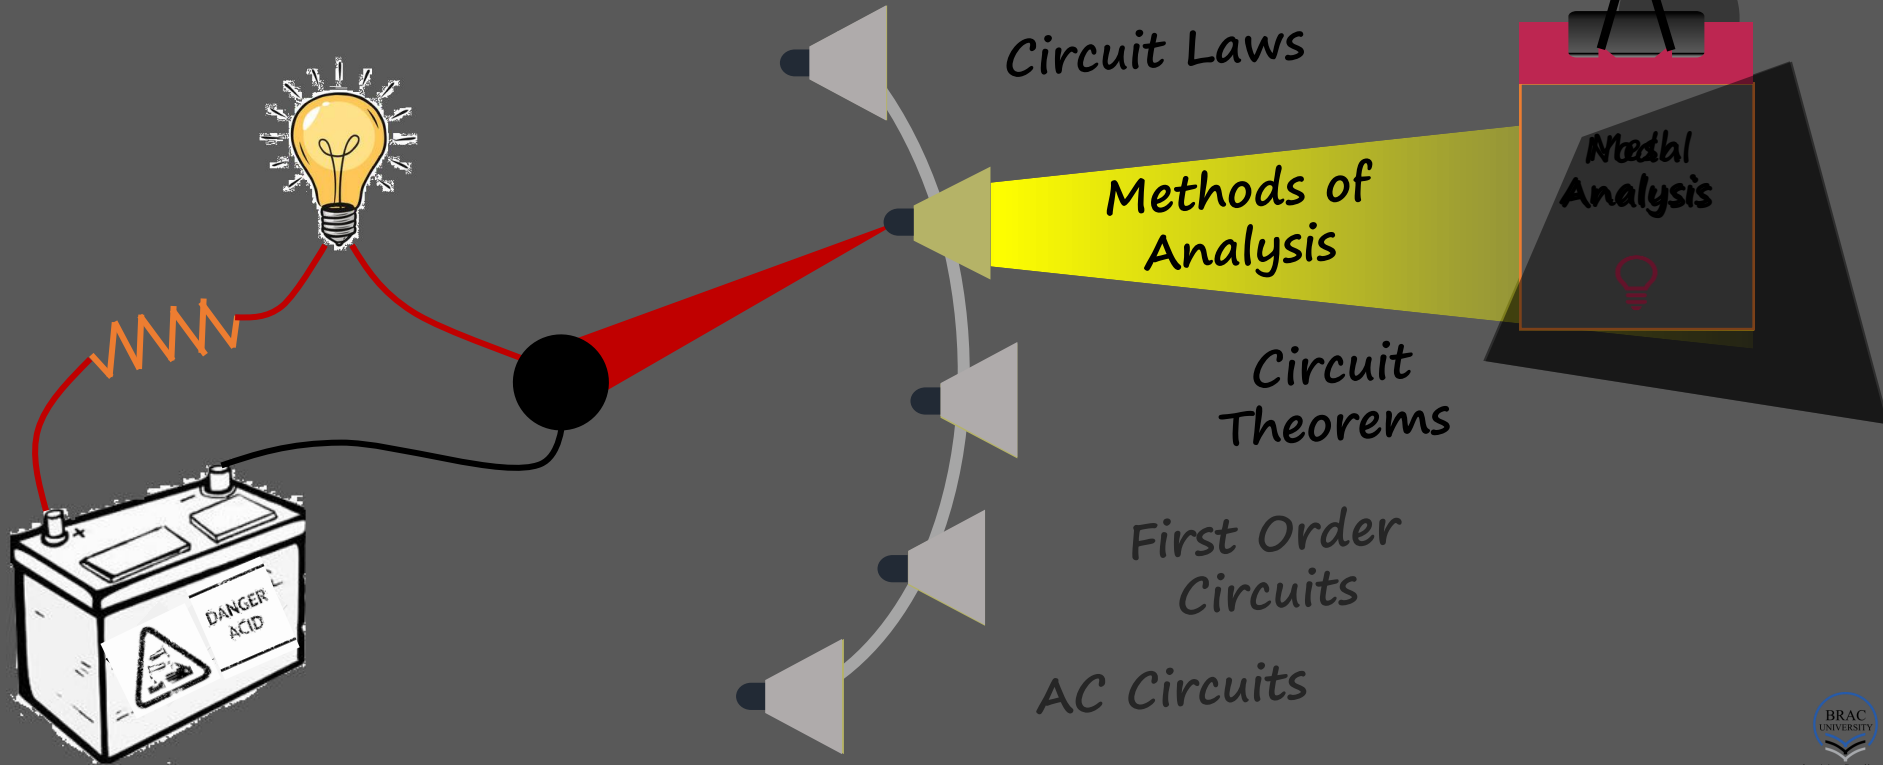 Circuit Laws
Methods of
Analysis
Analysis
Circuit
Theorems
First Order
Circuits
AC Circuits
+
DANGER
ACID
BRAC
UNIVERSITY